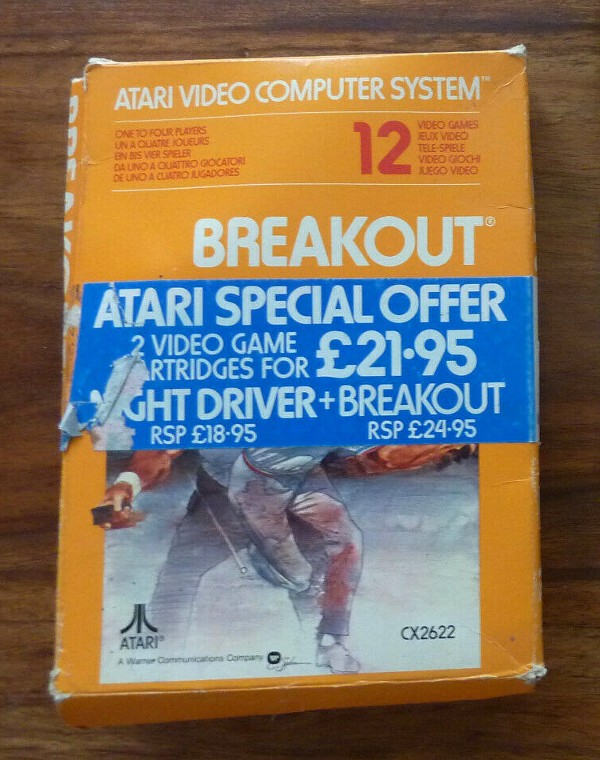 ATARI VIDEO COMPUTER SYSTEM™
ONE TO FOUR PLAYERS
UN A QUATRE JOUEURS
EIN BIS VIER SPIELER
DA UNO A QUATTRO GIOCATORI
DE UNO A CUATRO JUGADORES
12
VIDEO GAMES
JEUX VIDÉO
TELE-SPIELE
VIDEO GIOCHI
JUEGO VIDEO
BREAKOUT®
ATARI SPECIAL OFFER
2 VIDEO GAME
ARTRIDGES FOR £21·95
IGHT DRIVER + BREAKOUT
RSP £18·95 RSP £24·95
ATARI®
A Warner Communications Company
CX2622